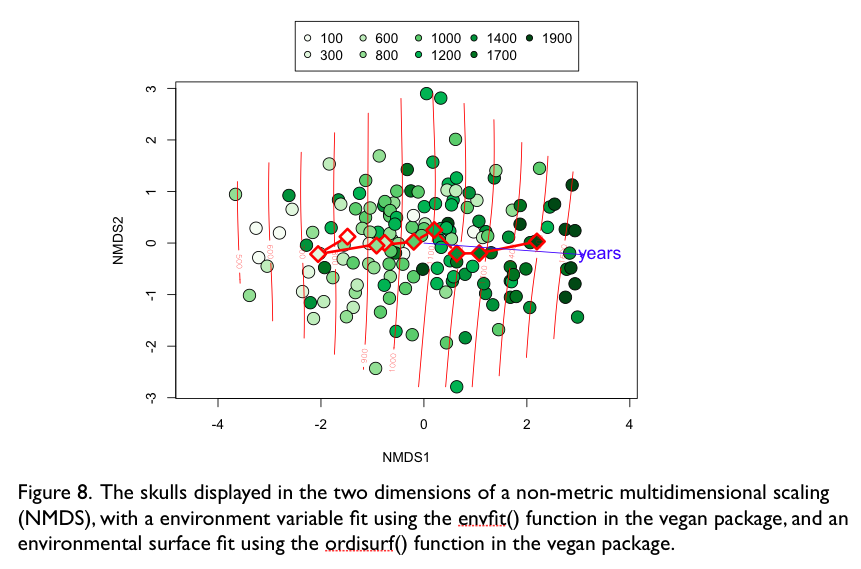 100 600 1000 1400 1900
300 800 1200 1700
3
2
1
0
-1
-2
-3
NMDS2
years
900
1000
-4 -2 0 2 4
NMDS1
Figure 8. The skulls displayed in the two dimensions of a non-metric multidimensional scaling
(NMDS), with a environment variable fit using the envfit() function in the vegan package, and an
environmental surface fit using the ordisurf() function in the vegan package.